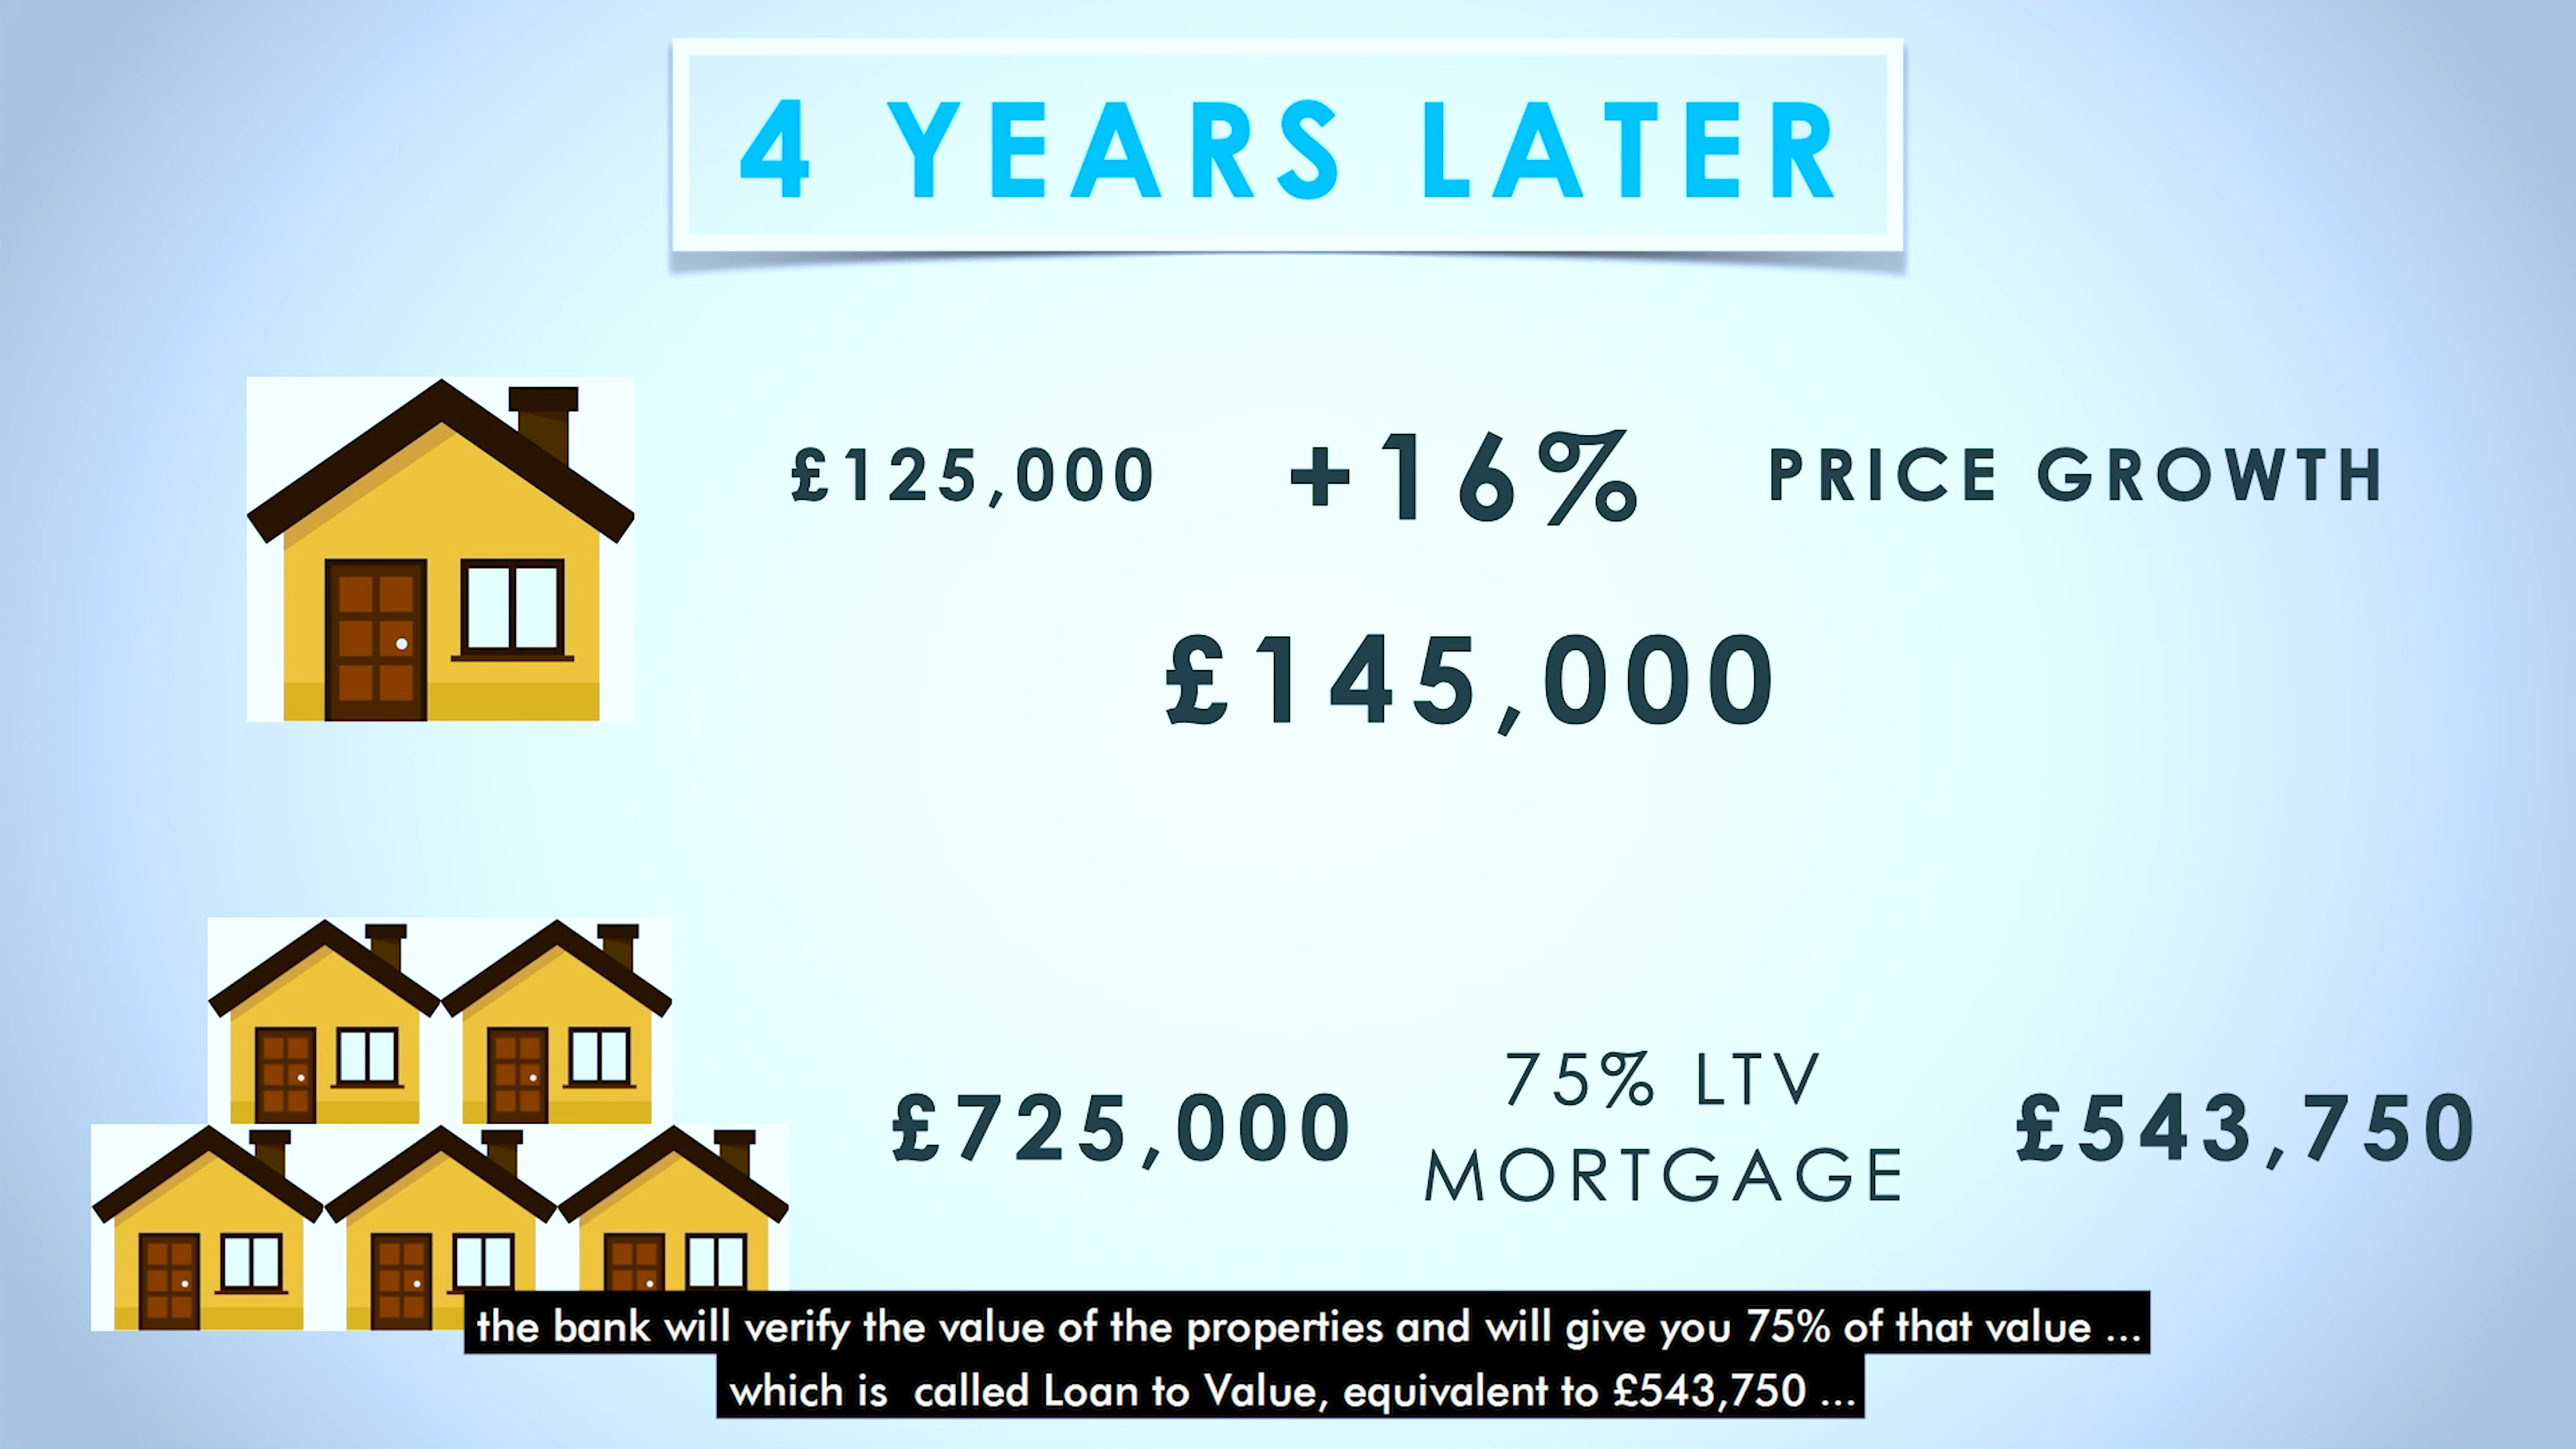 4 YEARS LATER
£125,000 +16% PRICE GROWTH
£145,000
£725,000 75% LTV MORTGAGE £543,750
the bank will verify the value of the properties and will give you 75% of that value ...
which is called Loan to Value, equivalent to £543,750 ...